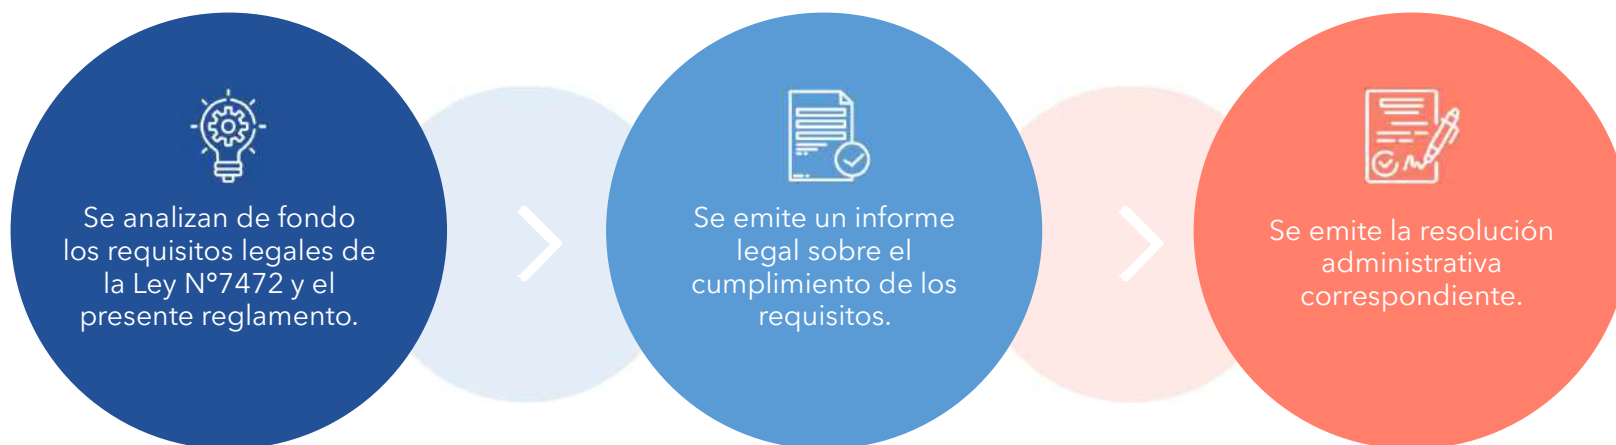 Se analizan de fondo
los requisitos legales de
la Ley Nº7472 y el
presente reglamento.
Se emite un informe
legal sobre el
cumplimiento de los
requisitos.
Se emite la resolución
administrativa
correspondiente.